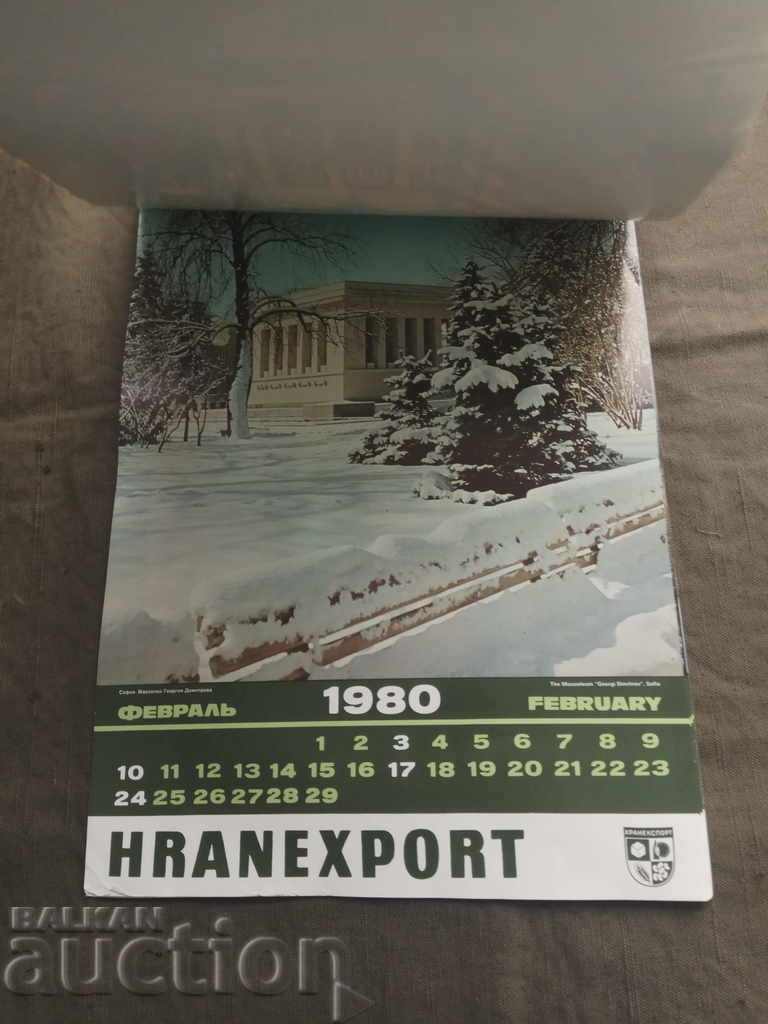 София. Мавзолея Георги Димитрова
The Mausoleum "Georgi Dimitrov", Sofia
ФЕВРАЛЬ 1980 FEBRUARY
1 2 3 4 5 6 7 8 9
10 11 12 13 14 15 16 17 18 19 20 21 22 23
24 25 26 27 28 29
HRANEXPORT
ХРАНЕКСПОРТ
BALKAN
auction